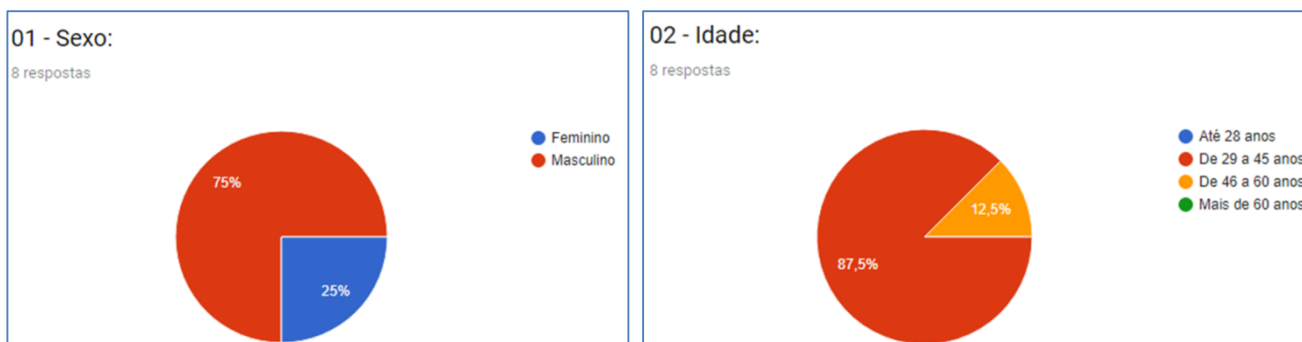 01 - Sexo:
8 respostas
Feminino
Masculino
75%
25%
02 - Idade:
8 respostas
Até 28 anos
De 29 a 45 anos
De 46 a 60 anos
Mais de 60 anos
12,5%
87,5%